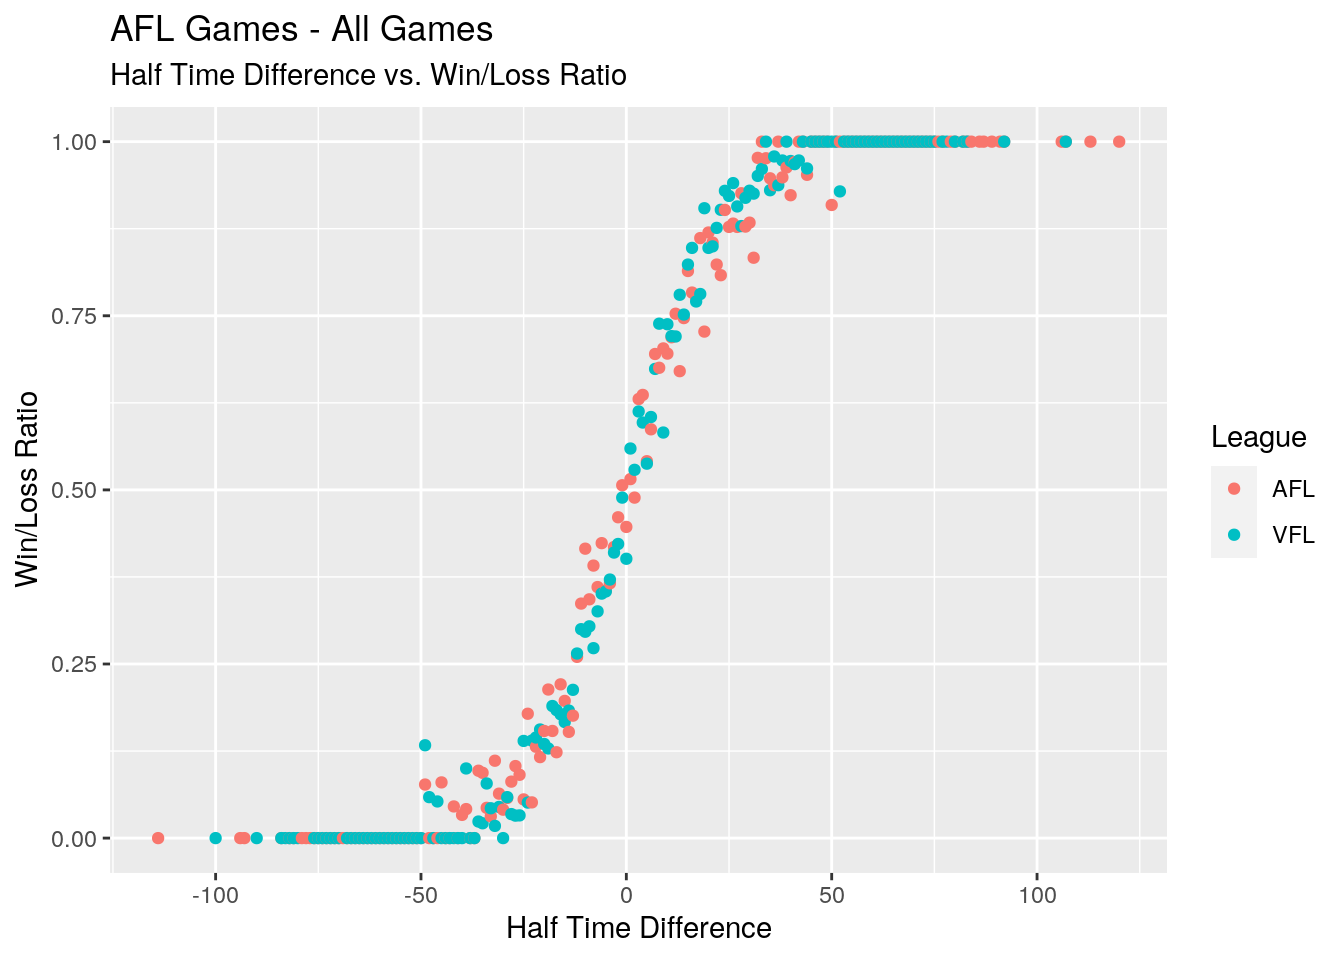 AFL Games - All Games
Half Time Difference vs. Win/Loss Ratio
1.00
0.75
0.50
0.25
0.00
Win/Loss Ratio
-100
-50
0
50
100
Half Time Difference
League
AFL
VFL